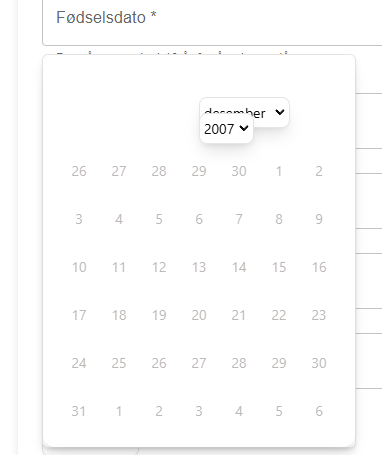 Fødselsdato *
desember
2007
26 27 28 29 30 1 2
3 4 5 6 7 8 9
10 11 12 13 14 15 16
17 18 19 20 21 22 23
24 25 26 27 28 29 30
31 1 2 3 4 5 6